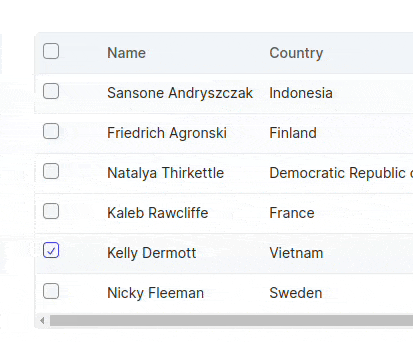 Name Country
Sansone Andryszczak Indonesia
Friedrich Agronski Finland
Natalya Thirkettle Democratic Republic
Kaleb Rawcliffe France
Kelly Dermott Vietnam
Nicky Fleeman Sweden